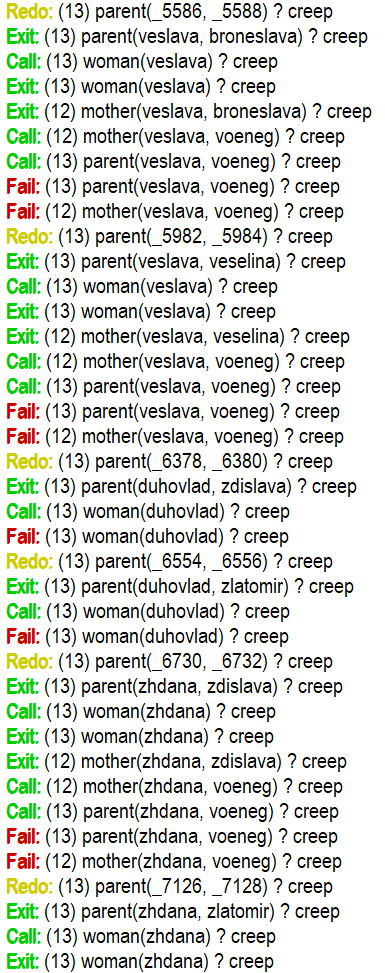 Redo: (13) parent(_5586, _5588) ? creep
Exit: (13) parent(veslava, broneslava) ? creep
Call: (13) woman(veslava) ? creep
Exit: (13) woman(veslava) ? creep
Exit: (12) mother(veslava, broneslava) ? creep
Call: (12) mother(veslava, voeneg) ? creep
Call: (13) parent(veslava, voeneg) ? creep
Fail: (13) parent(veslava, voeneg) ? creep
Fail: (12) mother(veslava, voeneg) ? creep
Redo: (13) parent(_5982, _5984) ? creep
Exit: (13) parent(veslava, veselina) ? creep
Call: (13) woman(veslava) ? creep
Exit: (13) woman(veslava) ? creep
Exit: (12) mother(veslava, veselina) ? creep
Call: (12) mother(veslava, voeneg) ? creep
Call: (13) parent(veslava, voeneg) ? creep
Fail: (13) parent(veslava, voeneg) ? creep
Fail: (12) mother(veslava, voeneg) ? creep
Redo: (13) parent(_6378, _6380) ? creep
Exit: (13) parent(duhovlad, zdislava) ? creep
Call: (13) woman(duhovlad) ? creep
Fail: (13) woman(duhovlad) ? creep
Redo: (13) parent(_6554, _6556) ? creep
Exit: (13) parent(duhovlad, zlatomir) ? creep
Call: (13) woman(duhovlad) ? creep
Fail: (13) woman(duhovlad) ? creep
Redo: (13) parent(_6730, _6732) ? creep
Exit: (13) parent(zhdana, zdislava) ? creep
Call: (13) woman(zhdana) ? creep
Exit: (13) woman(zhdana) ? creep
Exit: (12) mother(zhdana, zdislava) ? creep
Call: (12) mother(zhdana, voeneg) ? creep
Call: (13) parent(zhdana, voeneg) ? creep
Fail: (13) parent(zhdana, voeneg) ? creep
Fail: (12) mother(zhdana, voeneg) ? creep
Redo: (13) parent(_7126, _7128) ? creep
Exit: (13) parent(zhdana, zlatomir) ? creep
Call: (13) woman(zhdana) ? creep
Exit: (13) woman(zhdana) ? creep